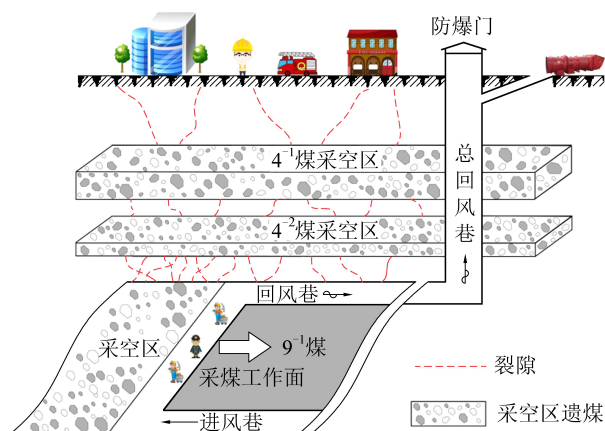 防爆门
4⁻¹煤采空区
总回风巷
4⁻²煤采空区
回风巷
采空区
9⁻¹煤
采煤工作面
裂隙
采空区遗煤
进风巷